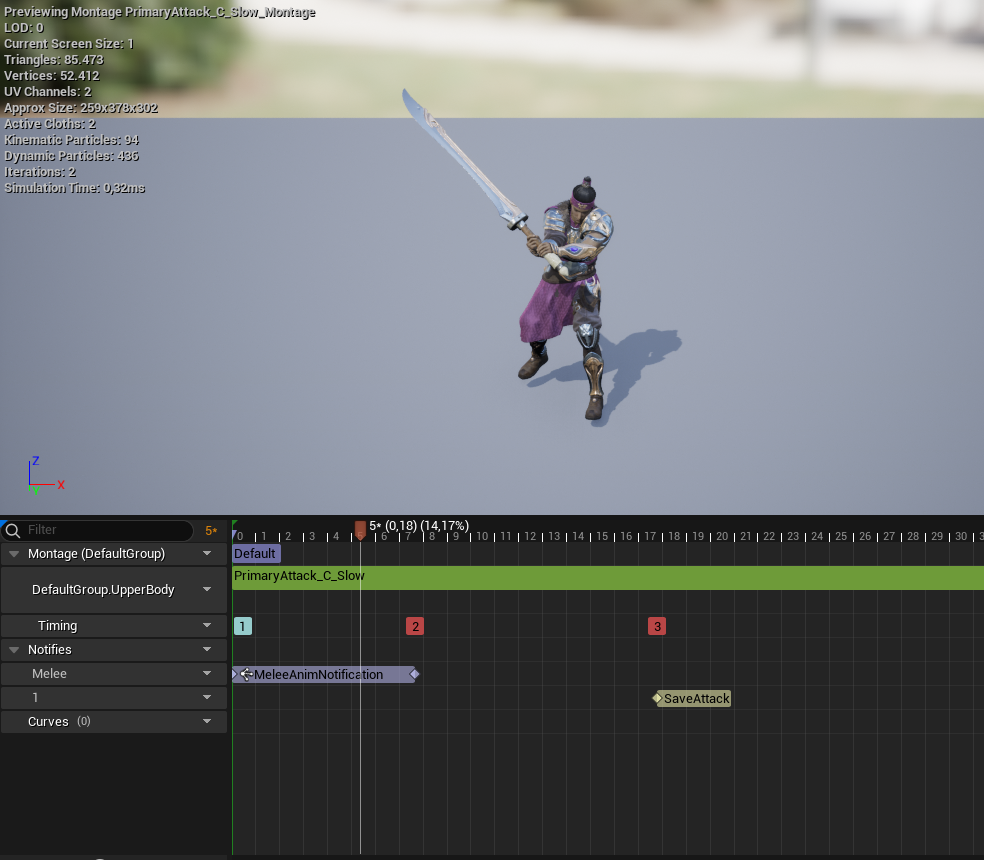 Previewing Montage PrimaryAttack_C_Slow_Montage
LOD: 0
Current Screen Size: 1
Triangles: 85.473
Vertices: 52.412
UV Channels: 2
Approx Size: 259x378x302
Active Cloths: 2
Kinematic Particles: 94
Dynamic Particles: 436
Iterations: 2
Simulation Time: 0,32ms
Z
X
Y
Filter
5*
5* (0,18) (14,17%)
0 1 2 3 4 5 6 7 8 9 10 11 12 13 14 15 16 17 18 19 20 21 22 23 24 25 26 27 28 29 30
Montage (DefaultGroup)
Default
DefaultGroup.UpperBody
PrimaryAttack_C_Slow
Timing
1 2 3
Notifies
Melee
MeleeAnimNotification
1
SaveAttack
Curves (0)